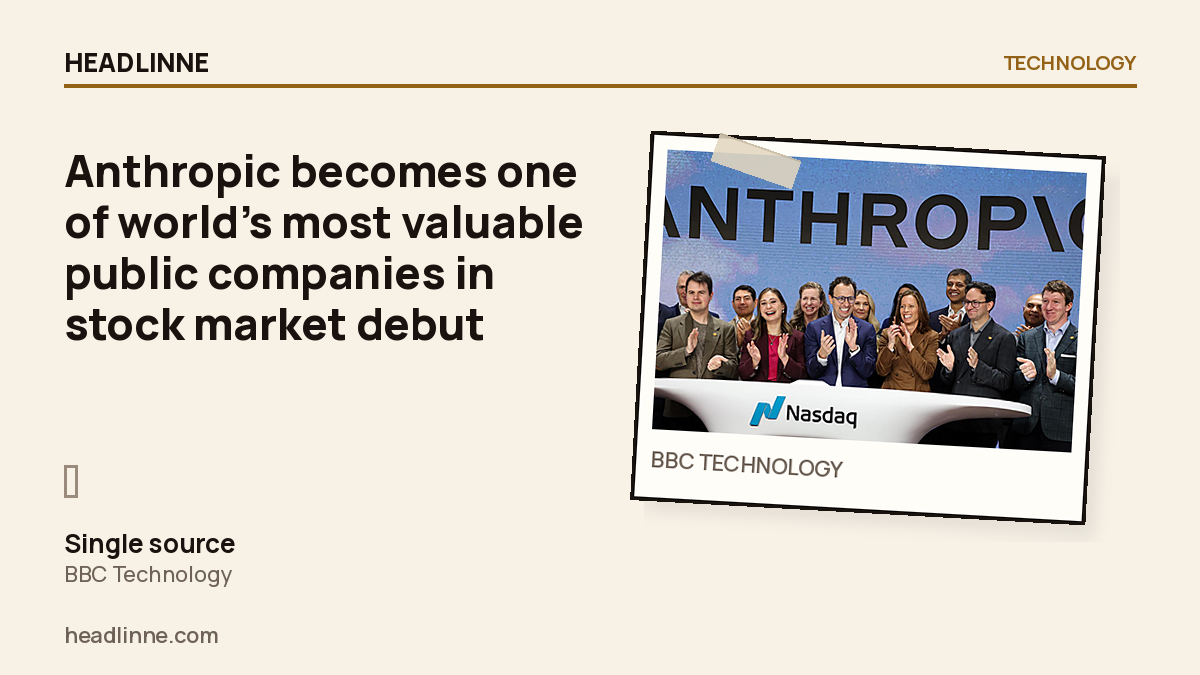 HEADLINNE
TECHNOLOGY
Anthropic becomes one
of world’s most valuable
public companies in
stock market debut
ANTHROP\C
Nasdaq
BBC TECHNOLOGY
Single source
BBC Technology
headlinne.com